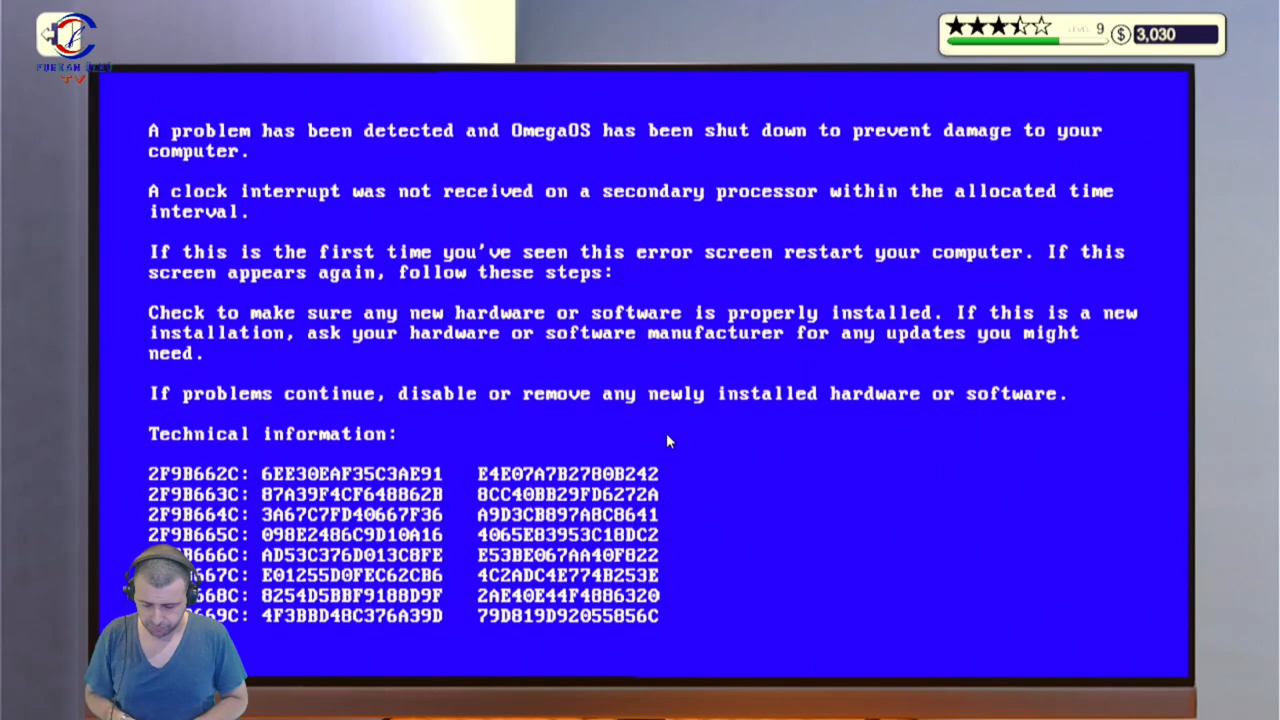 LEVEL 9
$ 3,030
TV
A problem has been detected and OmegaOS has been shut down to prevent damage to your
computer.
A clock interrupt was not received on a secondary processor within the allocated time
interval.
If this is the first time you've seen this error screen restart your computer. If this
screen appears again, follow these steps:
Check to make sure any new hardware or software is properly installed. If this is a new
installation, ask your hardware or software manufacturer for any updates you might
need.
If problems continue, disable or remove any newly installed hardware or software.
Technical information:
2F9B662C: 6EE30EAF35C3AE91 E4E07A7B2780B242
2F9B663C: 87A39F4CF648862B 8CC40BB29FD6272A
2F9B664C: 3A67C7FD40667F36 A9D3CB897A8C8641
2F9B665C: 098E2486C9D10A16 4065E83953C18DC2
B666C: AD53C376D013C8FE E53BE067AA40F822
667C: E01255D0FEC62CB6 4C2ADC4E774B253E
668C: 8254D5BBF9188D9F 2AE40E44F4886320
669C: 4F3BBD48C376A39D 79D819D92055856C